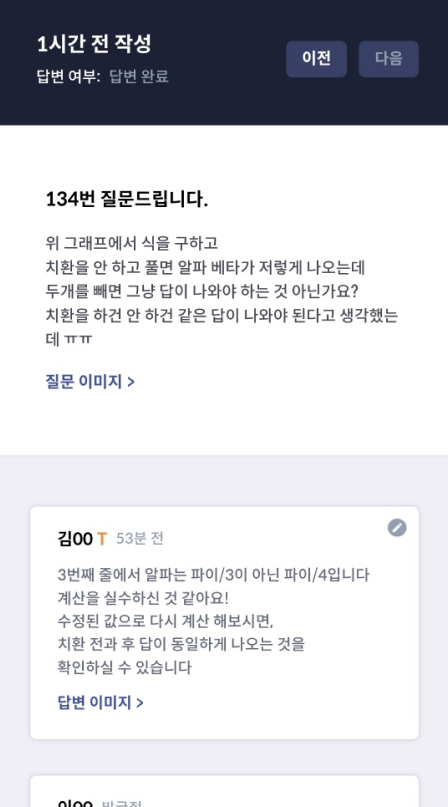 1시간 전 작성
답변 여부: 답변 완료
이전
다음
134번 질문드립니다.
위 그래프에서 식을 구하고
치환을 안 하고 풀면 알파 베타가 저렇게 나오는데
두개를 빼면 그냥 답이 나와야 하는 것 아닌가요?
치환을 하건 안 하건 같은 답이 나와야 된다고 생각했는
데 ㅠㅠ
질문 이미지 >
김00 T 53분 전
3번째 줄에서 알파는 파이/3이 아닌 파이/4입니다
계산을 실수하신 것 같아요!
수정된 값으로 다시 계산 해보시면,
치환 전과 후 답이 동일하게 나오는 것을
확인하실 수 있습니다
답변 이미지 >
이00 방금전